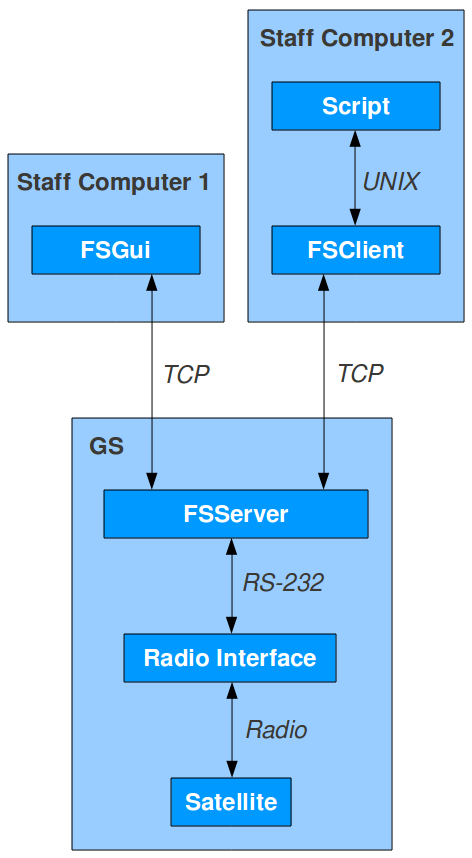 Staff Computer 2
Script
UNIX
FSClient
Staff Computer 1
FSGui
TCP
TCP
GS
FSServer
RS-232
Radio Interface
Radio
Satellite